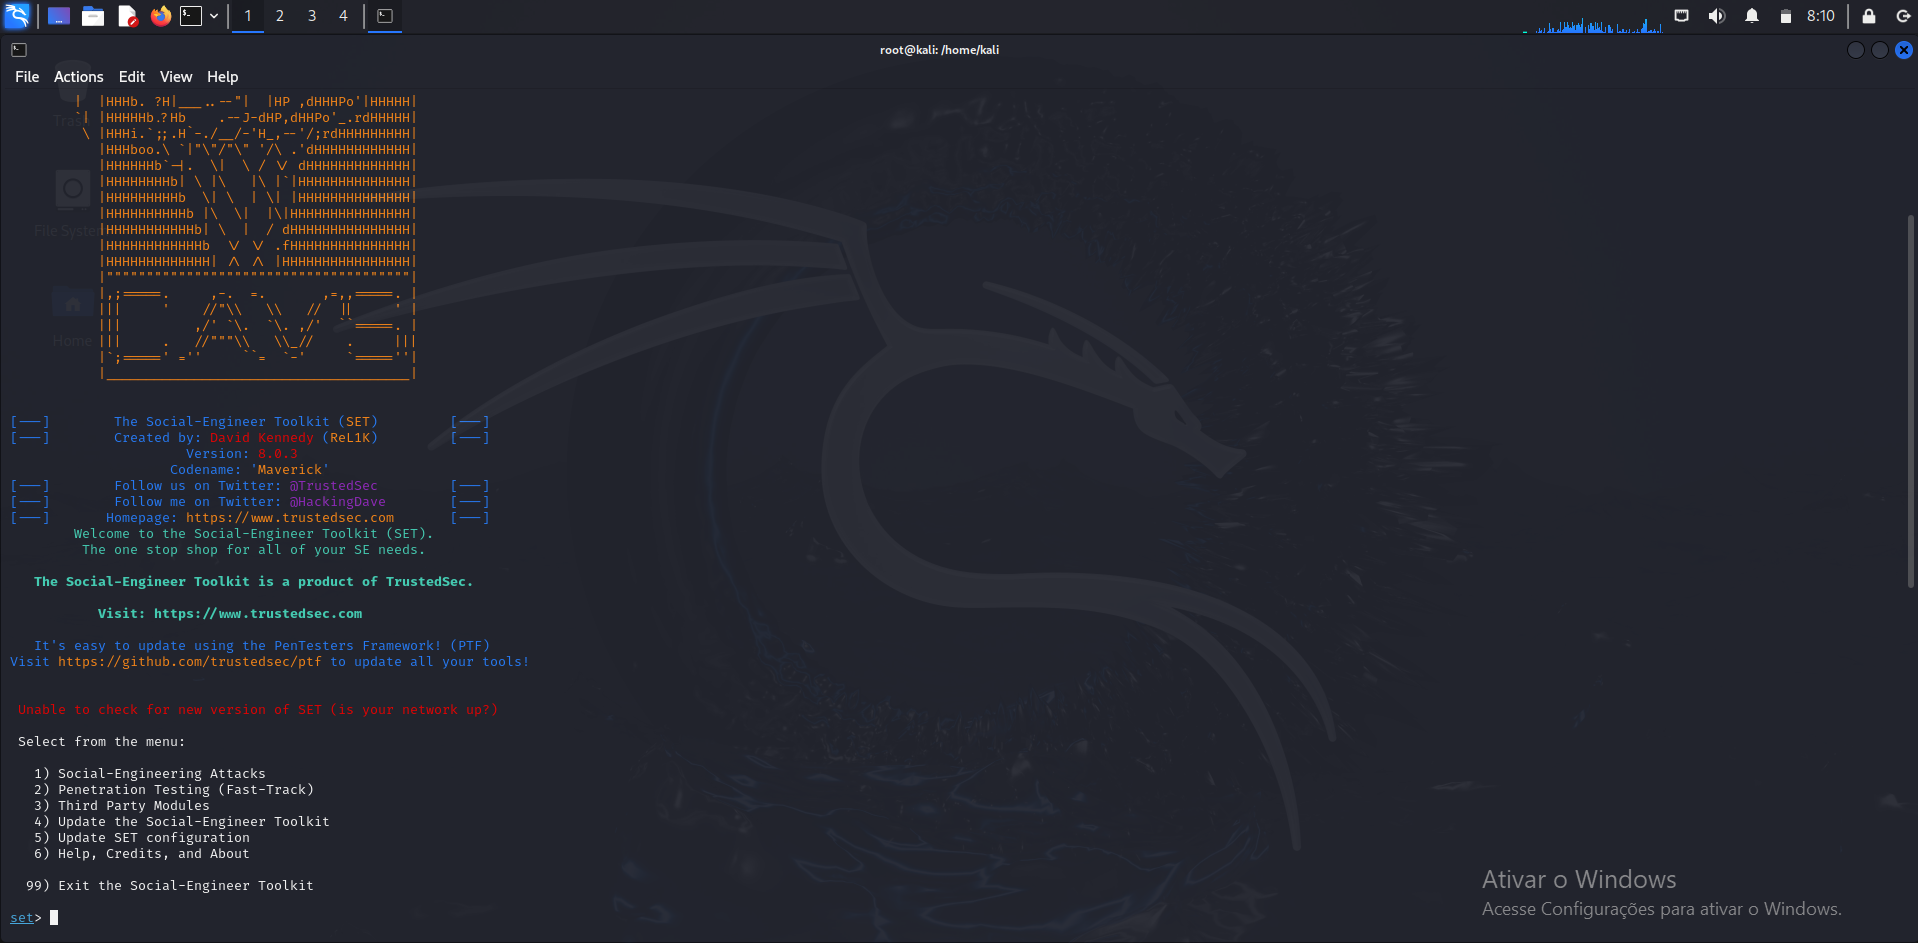 1 2 3 4 8:10
root@kali: /home/kali
File Actions Edit View Help
Trash
File System
Home
[---] The Social-Engineer Toolkit (SET) [---]
[---] Created by: David Kennedy (ReL1K) [---]
Version: 8.0.3
Codename: 'Maverick'
[---] Follow us on Twitter: @TrustedSec [---]
[---] Follow me on Twitter: @HackingDave [---]
[---] Homepage: https://www.trustedsec.com [---]
Welcome to the Social-Engineer Toolkit (SET).
The one stop shop for all of your SE needs.
The Social-Engineer Toolkit is a product of TrustedSec.
Visit: https://www.trustedsec.com
It's easy to update using the PenTesters Framework! (PTF)
Visit https://github.com/trustedsec/ptf to update all your tools!
Unable to check for new version of SET (is your network up?)
Select from the menu:
1) Social-Engineering Attacks
2) Penetration Testing (Fast-Track)
3) Third Party Modules
4) Update the Social-Engineer Toolkit
5) Update SET configuration
6) Help, Credits, and About
99) Exit the Social-Engineer Toolkit
set>
Ativar o Windows
Acesse Configurações para ativar o Windows.